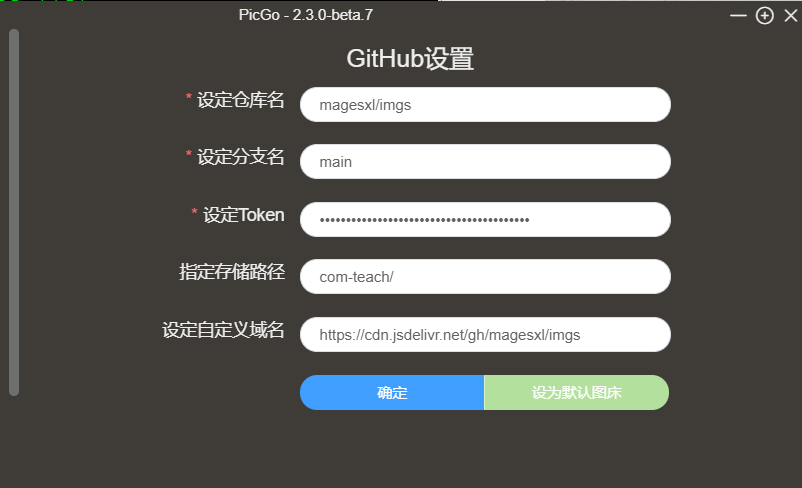 PicGo - 2.3.0-beta.7
GitHub设置
* 设定仓库名 magesxl/imgs
* 设定分支名 main
* 设定Token ••••••••••••••••••••••••••••••••••••••••
指定存储路径 com-teach/
设定自定义域名 https://cdn.jsdelivr.net/gh/magesxl/imgs
确定 设为默认图床